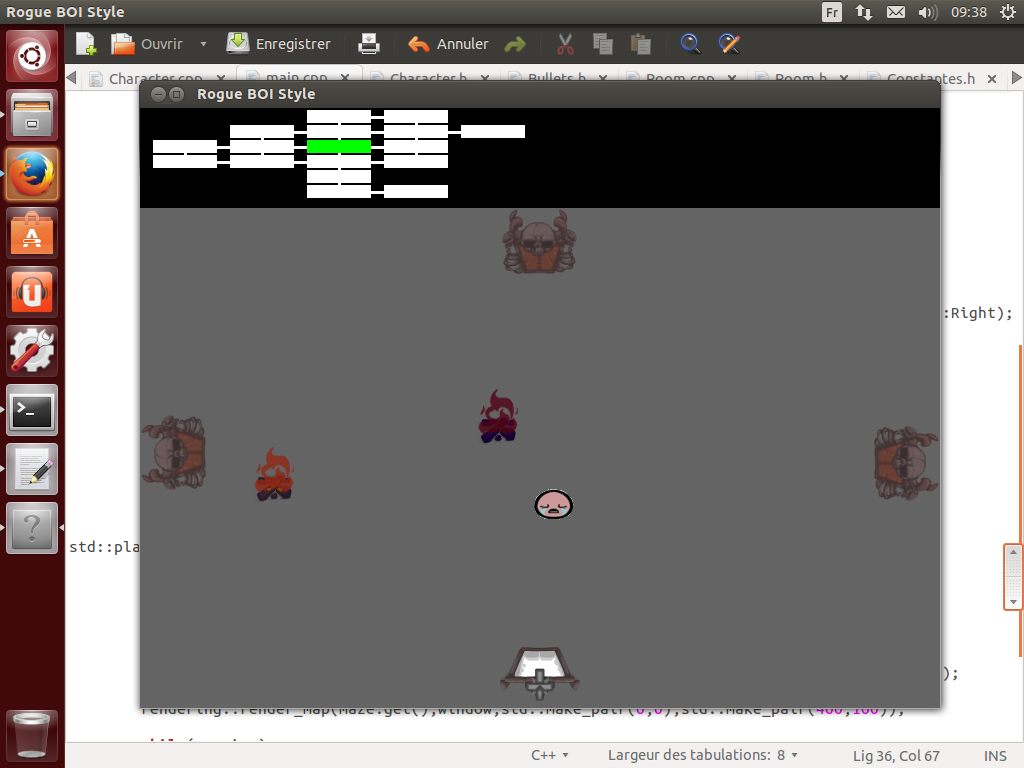 Rogue BOI Style
Fr
09:38
Ouvrir
Enregistrer
Annuler
Character.cpp
main.cpp
Character.h
Bullets.h
Room.cpp
Room.h
Constantes.h
Rogue BOI Style
:Right);
std::pla
);
rendering::render_Map(Maze.get(),window,std::make_pair(0,0),std::make_pair(400,100));
C++
Largeur des tabulations: 8
Lig 36, Col 67
INS